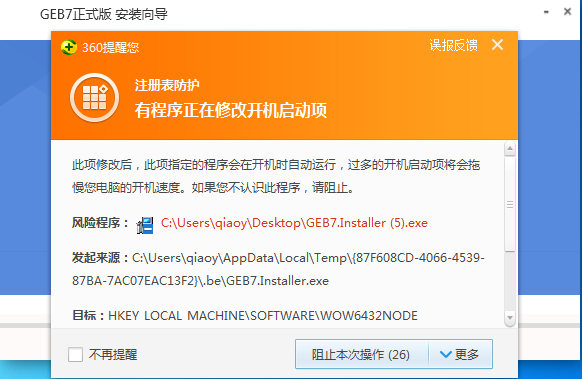 GEB7正式版 安装向导
360提醒您
误报反馈
注册表防护
有程序正在修改开机启动项
此项修改后，此项指定的程序会在开机时自动运行，过多的开机启动项将会拖
慢您电脑的开机速度。如果您不认识此程序，请阻止。
风险程序： C:\Users\qiaoy\Desktop\GEB7.Installer (5).exe
发起来源：C:\Users\qiaoy\AppData\Local\Temp\{87F608CD-4066-4539-
87BA-7AC07EAC13F2}\.be\GEB7.Installer.exe
目标：HKEY_LOCAL_MACHINE\SOFTWARE\WOW6432NODE
不再提醒
阻止本次操作 (26)
更多